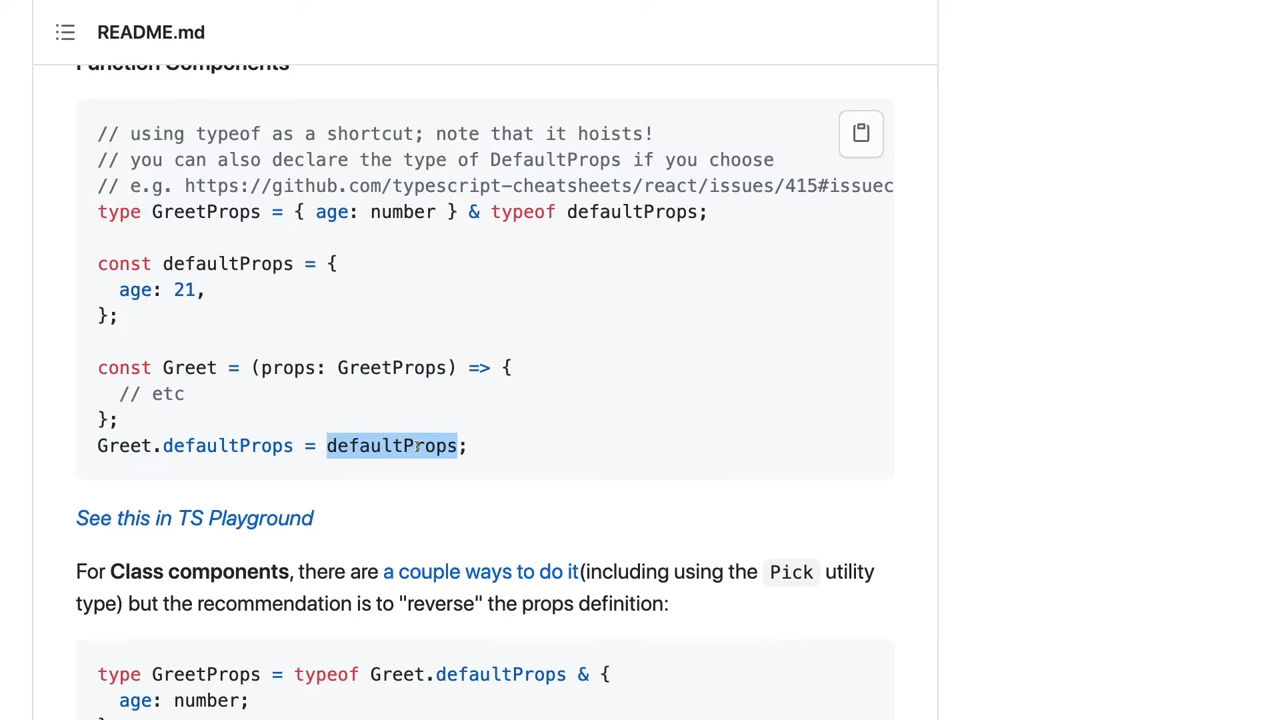 README.md
Function Components
// using typeof as a shortcut; note that it hoists!
// you can also declare the type of DefaultProps if you choose
// e.g. https://github.com/typescript-cheatsheets/react/issues/415#issuec
type GreetProps = { age: number } & typeof defaultProps;
const defaultProps = {
  age: 21,
};
const Greet = (props: GreetProps) => {
  // etc
};
Greet.defaultProps = defaultProps;
See this in TS Playground
For Class components, there are a couple ways to do it(including using the Pick utility
type) but the recommendation is to "reverse" the props definition:
type GreetProps = typeof Greet.defaultProps & {
  age: number;